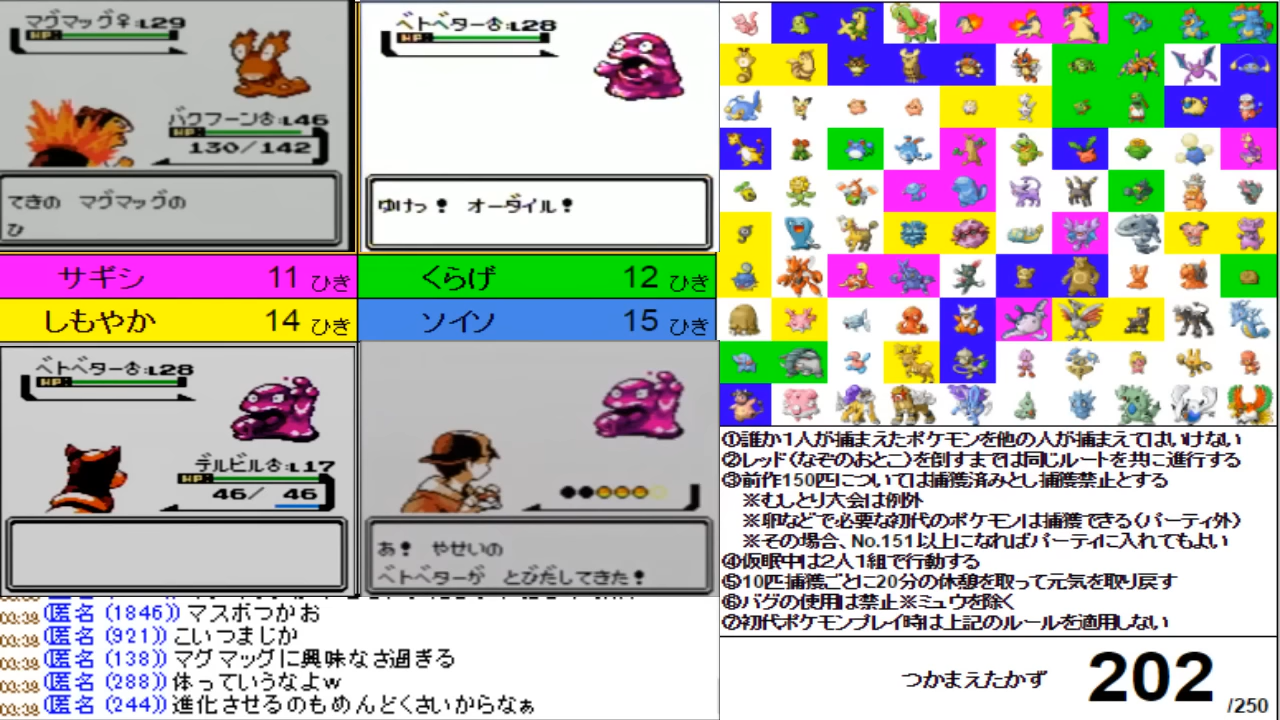 マグマッグ♀:L29
HP:
バクフーン♂:L46
HP:
130/142
てきの マグマッグの
ひ
ベトベター♂:L28
HP:
ゆけっ! オーダイル!
サギシ 11 ひき
くらげ 12 ひき
しもやか 14 ひき
ソイソ 15 ひき
ベトベター♂:L28
HP:
デルビル♂:L17
HP:
46/ 46
あ! やせいの
ベトベターが とびだしてきた!
03:39 (匿名 (1846)) マスボつかお
03:39 (匿名 (921)) こいつまじか
03:39 (匿名 (138)) マグマッグに興味なさ過ぎる
03:39 (匿名 (288)) 体っていうなよw
03:39 (匿名 (244)) 進化させるのもめんどくさいからなぁ
①誰か1人が捕まえたポケモンを他の人が捕まえてはいけない
②レッド(なぞのおとこ)を倒すまでは同じルートを共に進行する
③前作150匹については捕獲済みとし捕獲禁止とする
※むしとり大会は例外
※卵などで必要な初代のポケモンは捕獲できる(パーティ外)
※その場合、No.151以上になればパーティに入れてもよい
④仮眠中は2人1組で行動する
⑤10匹捕獲ごとに20分の休憩を取って元気を取り戻す
⑥バグの使用は禁止※ミュウを除く
⑦初代ポケモンプレイ時は上記のルールを適用しない
つかまえたかず 202 /250